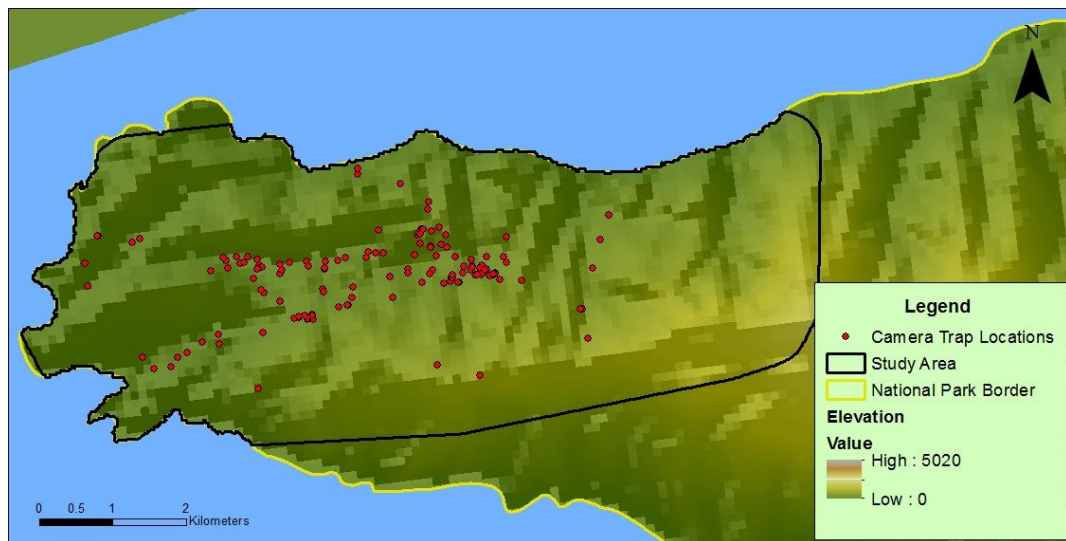 N
Legend
Camera Trap Locations
Study Area
National Park Border
Elevation
Value
High : 5020
Low : 0
0 0.5 1 2
Kilometers